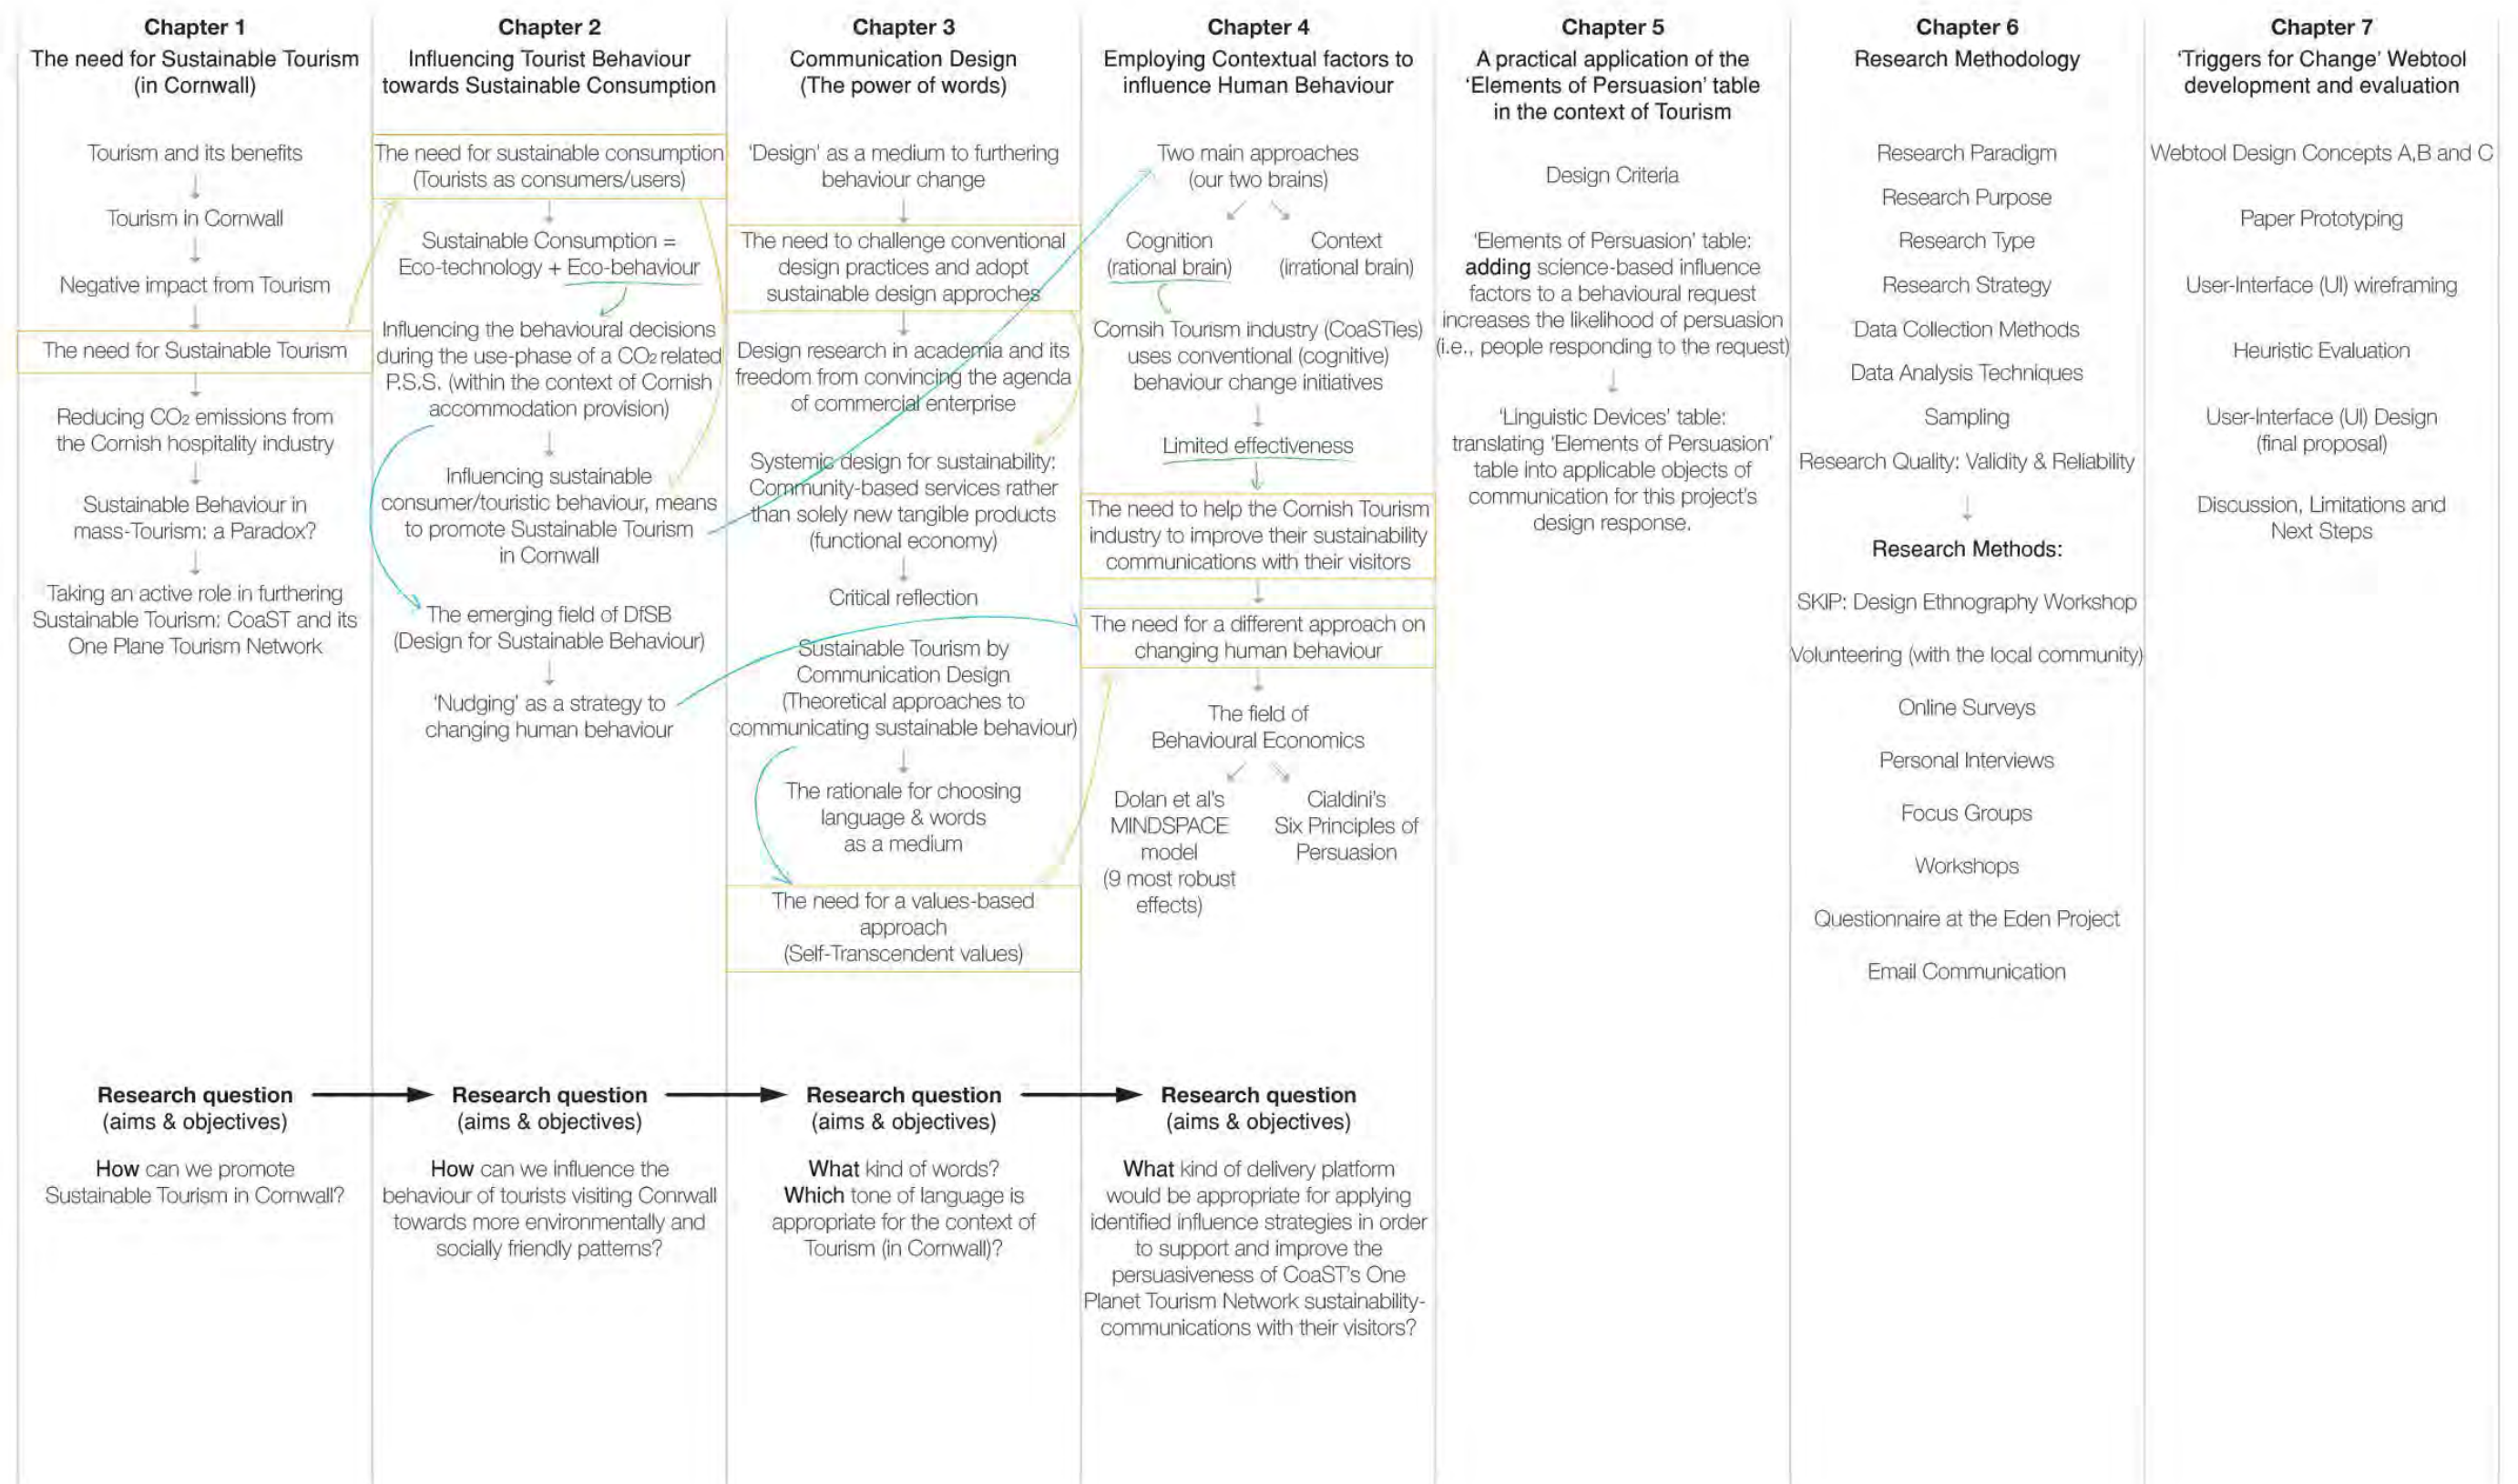 Chapter 1
The need for Sustainable Tourism
(in Cornwall)
Tourism and its benefits
Tourism in Cornwall
Negative impact from Tourism
The need for Sustainable Tourism
Reducing CO2 emissions from
the Cornish hospitality industry
Sustainable Behaviour in
mass-Tourism: a Paradox?
Taking an active role in furthering
Sustainable Tourism: CoaST and its
One Plane Tourism Network
Research question
(aims & objectives)
How can we promote
Sustainable Tourism in Cornwall?
Chapter 2
Influencing Tourist Behaviour
towards Sustainable Consumption
The need for sustainable consumption
(Tourists as consumers/users)
Sustainable Consumption =
Eco-technology + Eco-behaviour
Influencing the behavioural decisions
during the use-phase of a CO2 related
P.S.S. (within the context of Cornish
accommodation provision)
Influencing sustainable
consumer/touristic behaviour, means
to promote Sustainable Tourism
in Cornwall
The emerging field of DfSB
(Design for Sustainable Behaviour)
'Nudging' as a strategy to
changing human behaviour
Research question
(aims & objectives)
How can we influence the
behaviour of tourists visiting Conrwall
towards more environmentally and
socially friendly patterns?
Chapter 3
Communication Design
(The power of words)
'Design' as a medium to furthering
behaviour change
The need to challenge conventional
design practices and adopt
sustainable design approches
Design research in academia and its
freedom from convincing the agenda
of commercial enterprise
Systemic design for sustainability:
Community-based services rather
than solely new tangible products
(functional economy)
Critical reflection
Sustainable Tourism by
Communication Design
(Theoretical approaches to
communicating sustainable behaviour)
The rationale for choosing
language & words
as a medium
The need for a values-based
approach
(Self-Transcendent values)
Research question
(aims & objectives)
What kind of words?
Which tone of language is
appropriate for the context of
Tourism (in Cornwall)?
Chapter 4
Employing Contextual factors to
influence Human Behaviour
Two main approaches
(our two brains)
Cognition
(rational brain)
Context
(irrational brain)
Cornsih Tourism industry (CoaSTies)
uses conventional (cognitive)
behaviour change initiatives
Limited effectiveness
The need to help the Cornish Tourism
industry to improve their sustainability
communications with their visitors
The need for a different approach on
changing human behaviour
The field of
Behavioural Economics
Dolan et al's
MINDSPACE
model
(9 most robust
effects)
Cialdini's
Six Principles of
Persuasion
Research question
(aims & objectives)
What kind of delivery platform
would be appropriate for applying
identified influence strategies in order
to support and improve the
persuasiveness of CoaST's One
Planet Tourism Network sustainability-
communications with their visitors?
Chapter 5
A practical application of the
'Elements of Persuasion' table
in the context of Tourism
Design Criteria
'Elements of Persuasion' table:
adding science-based influence
factors to a behavioural request
increases the likelihood of persuasion
(i.e., people responding to the request)
'Linguistic Devices' table:
translating 'Elements of Persuasion'
table into applicable objects of
communication for this project's
design response.
Chapter 6
Research Methodology
Research Paradigm
Research Purpose
Research Type
Research Strategy
Data Collection Methods
Data Analysis Techniques
Sampling
Research Quality: Validity & Reliability
Research Methods:
SKIP: Design Ethnography Workshop
Volunteering (with the local community)
Online Surveys
Personal Interviews
Focus Groups
Workshops
Questionnaire at the Eden Project
Email Communication
Chapter 7
'Triggers for Change' Webtool
development and evaluation
Webtool Design Concepts A,B and C
Paper Prototyping
User-Interface (UI) wireframing
Heuristic Evaluation
User-Interface (UI) Design
(final proposal)
Discussion, Limitations and
Next Steps